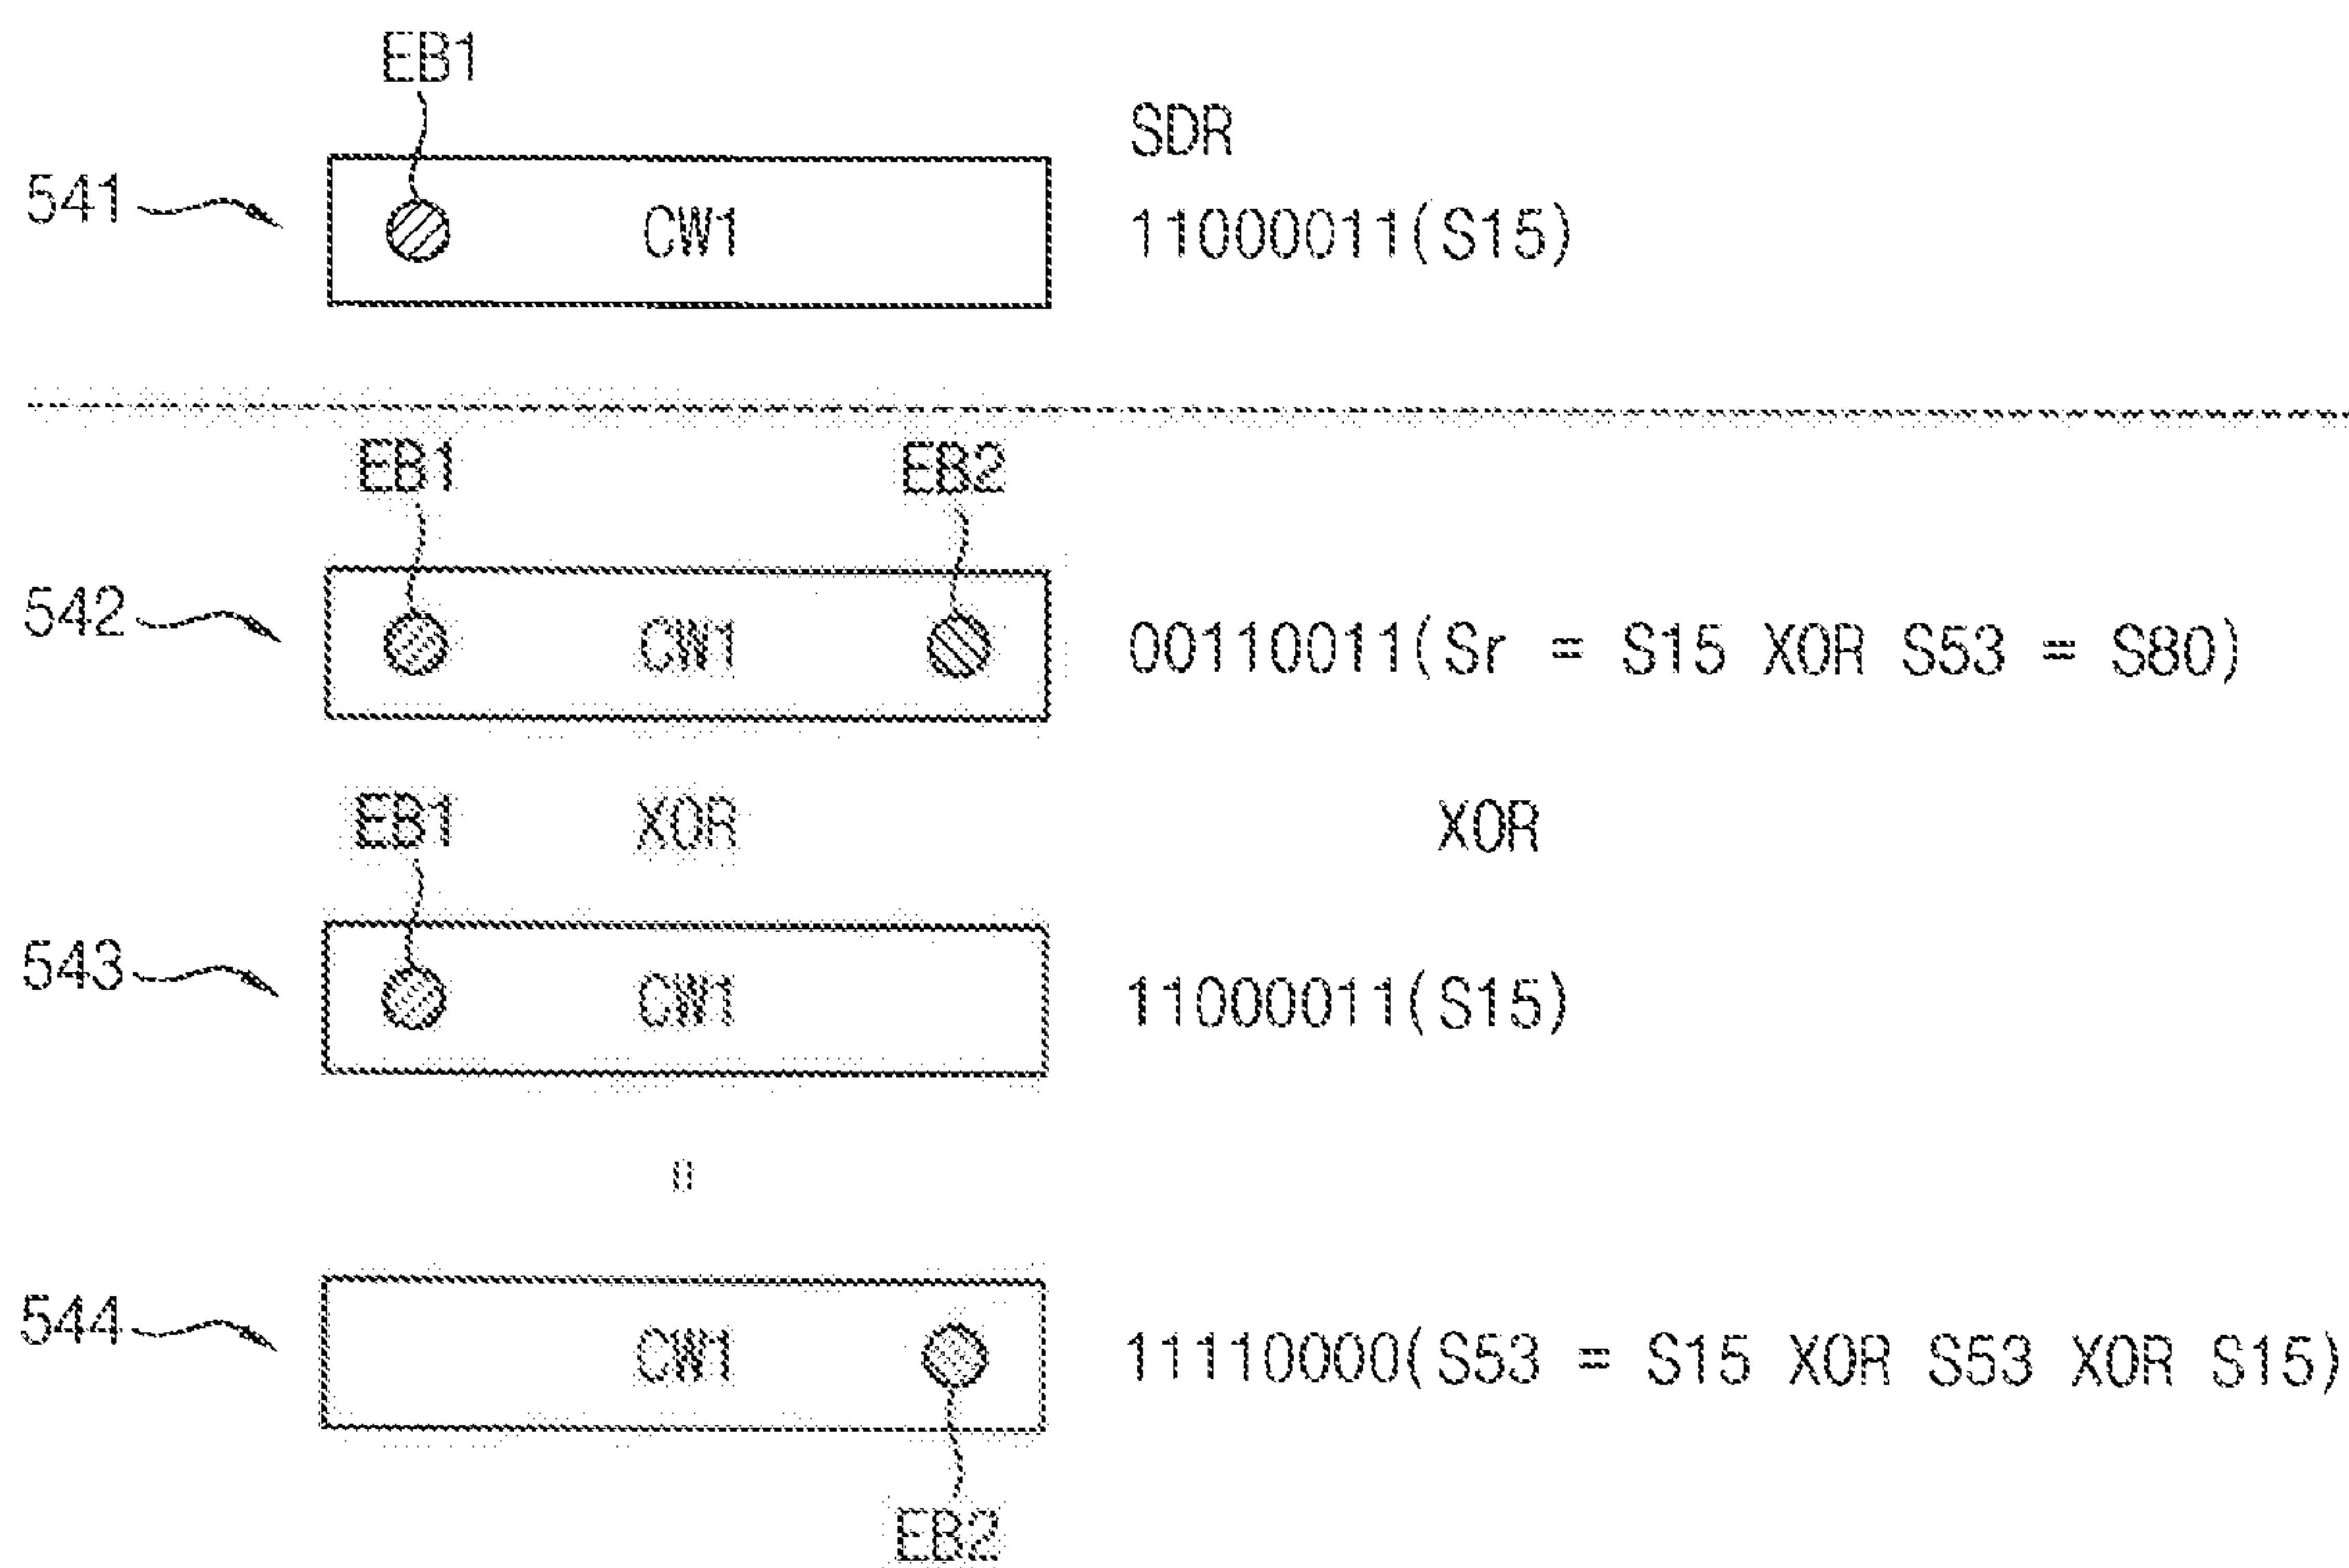 EB1
SDR
541 CW1 11000011(S15)
EB1 EB2
542 CW1 00110011(Sr = S15 XOR S53 = S80)
EB1 XOR XOR
543 CW1 11000011(S15)
=
544 CW1 11110000(S53 = S15 XOR S53 XOR S15)
EB2